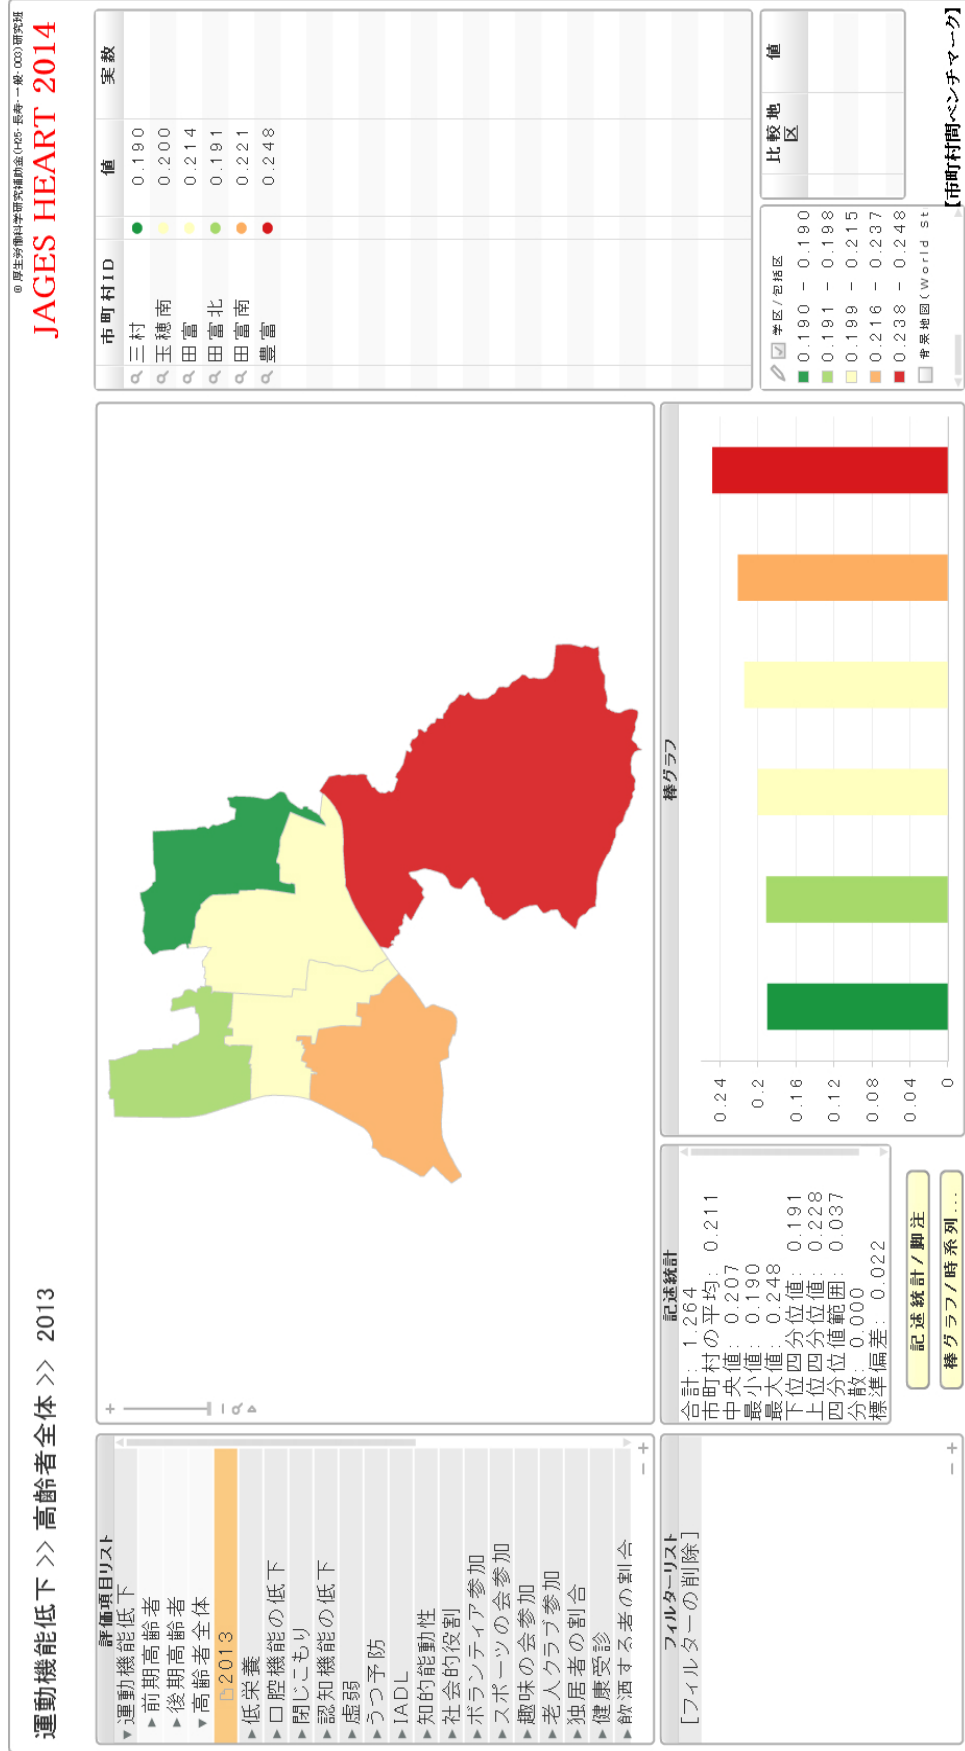 運動機能低下 >> 高齢者全体 >> 2013
© 厚生労働科学研究補助金(H25-長寿-一般-003)研究班
JAGES HEART 2014
評価項目リスト
▼運動機能低下
▶前期高齢者
▶後期高齢者
▼高齢者全体
2013
▶低栄養
▶口腔機能の低下
▶閉じこもり
▶認知機能の低下
▶虚弱
▶うつ予防
▶IADL
▶知的能動性
▶社会的役割
▶ボランティア参加
▶スポーツの会参加
▶趣味の会参加
▶老人クラブ参加
▶独居者の割合
▶健康受診
▶飲酒する者の割合
− +
フィルターリスト
[フィルターの削除]
− +
+
−
市町村ID 値 実数
三村 0.190
玉穂南 0.200
田富 0.214
田富北 0.191
田富南 0.221
豊富 0.248
記述統計
合計: 1.264
市町村の平均: 0.211
中央値: 0.207
最小値: 0.190
最大値: 0.248
下位四分位値: 0.191
上位四分位値: 0.228
四分位値範囲: 0.037
分散: 0.000
標準偏差: 0.022
記述統計/脚注
棒グラフ/時系列...
棒グラフ
0.24
0.2
0.16
0.12
0.08
0.04
0
学区/包括区
0.190 − 0.190
0.191 − 0.198
0.199 − 0.215
0.216 − 0.237
0.238 − 0.248
背景地図(World St
比較地区 値
【市町村間ベンチマーク】